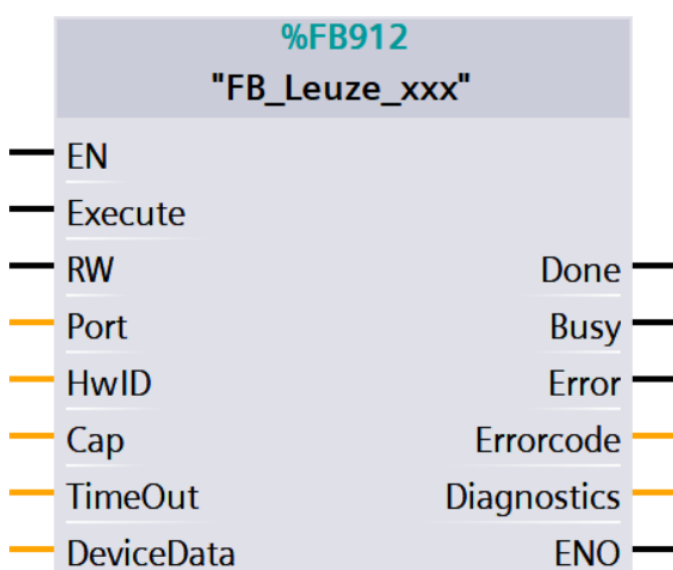 %FB912
"FB_Leuze_xxx"
EN
Execute
RW Done
Port Busy
HwID Error
Cap Errorcode
TimeOut Diagnostics
DeviceData ENO